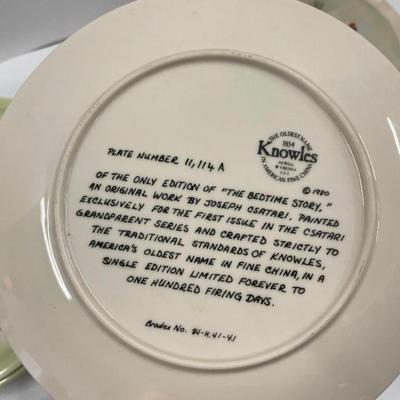 THE OLDEST NAME
1854
Knowles
NEWELL
W. VIRGINIA
U.S.A.
IN AMERICAN FINE CHINA
© 1980
PLATE NUMBER 11,114 A
OF THE ONLY EDITION OF "THE BEDTIME STORY,"
AN ORIGINAL WORK BY JOSEPH CSATARI, PAINTED
EXCLUSIVELY FOR THE FIRST ISSUE IN THE CSATARI
GRANDPARENT SERIES AND CRAFTED STRICTLY TO
THE TRADITIONAL STANDARDS OF KNOWLES,
AMERICA'S OLDEST NAME IN FINE CHINA, IN A
SINGLE EDITION LIMITED FOREVER TO
ONE HUNDRED FIRING DAYS.
Bradex No. 84-K41-41